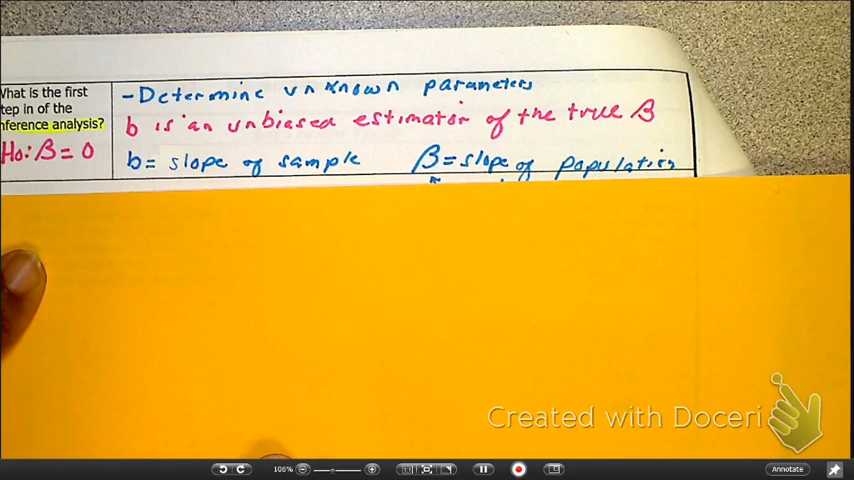 What is the first
step in of the
inference analysis?
Ho: β = 0
-Determine unknown parameters
b is an unbiased estimator of the true β
b= slope of sample β=slope of population
Created with Doceri
106%
Annotate